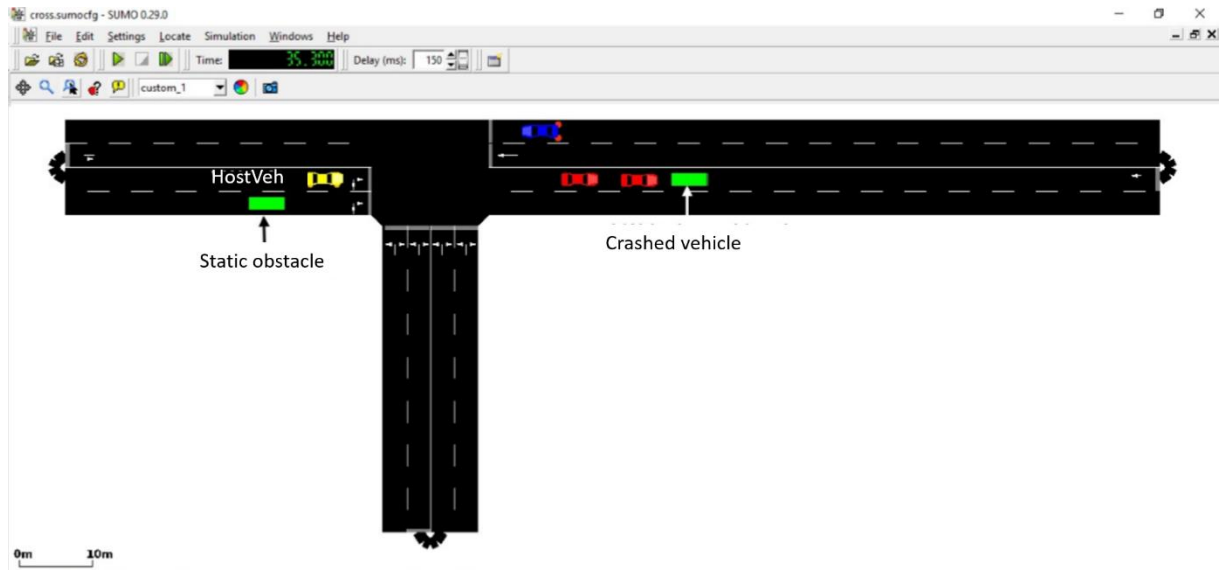 cross.sumocfg - SUMO 0.29.0
File Edit Settings Locate Simulation Windows Help
Time: 35.300 Delay (ms): 150
custom_1
HostVeh
Static obstacle
Crashed vehicle
0m 10m